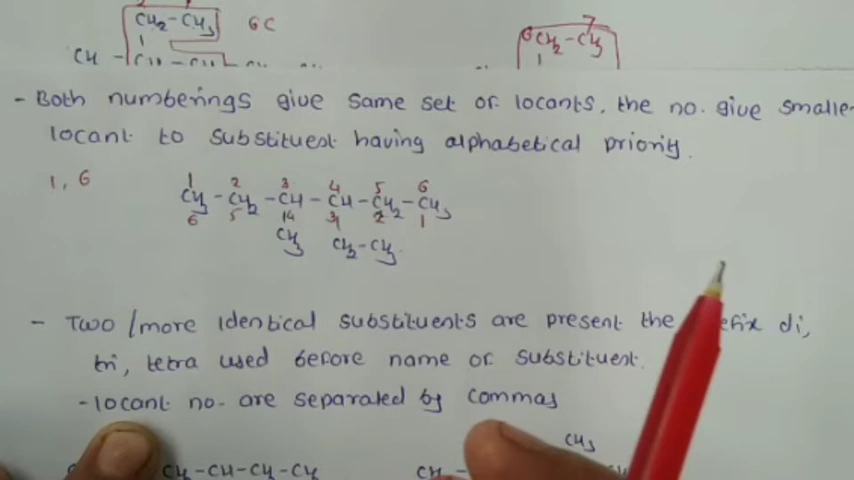 CH2-CH3 6C
7
6CH2-CH3
- Both numberings give same set of locants, the no. give smaller
locant to substituent having alphabetical priority.
1, 6
1 2 3 4 5 6
CH3-CH2-CH-CH-CH2-CH3
6 5 4 3 2 1
CH3 CH2-CH3
- Two/more identical substituents are present the di,
tri, tetra used before name of substituent.
- locant no. are separated by commas
CH3
CH-CH-CH-CH3
CH-